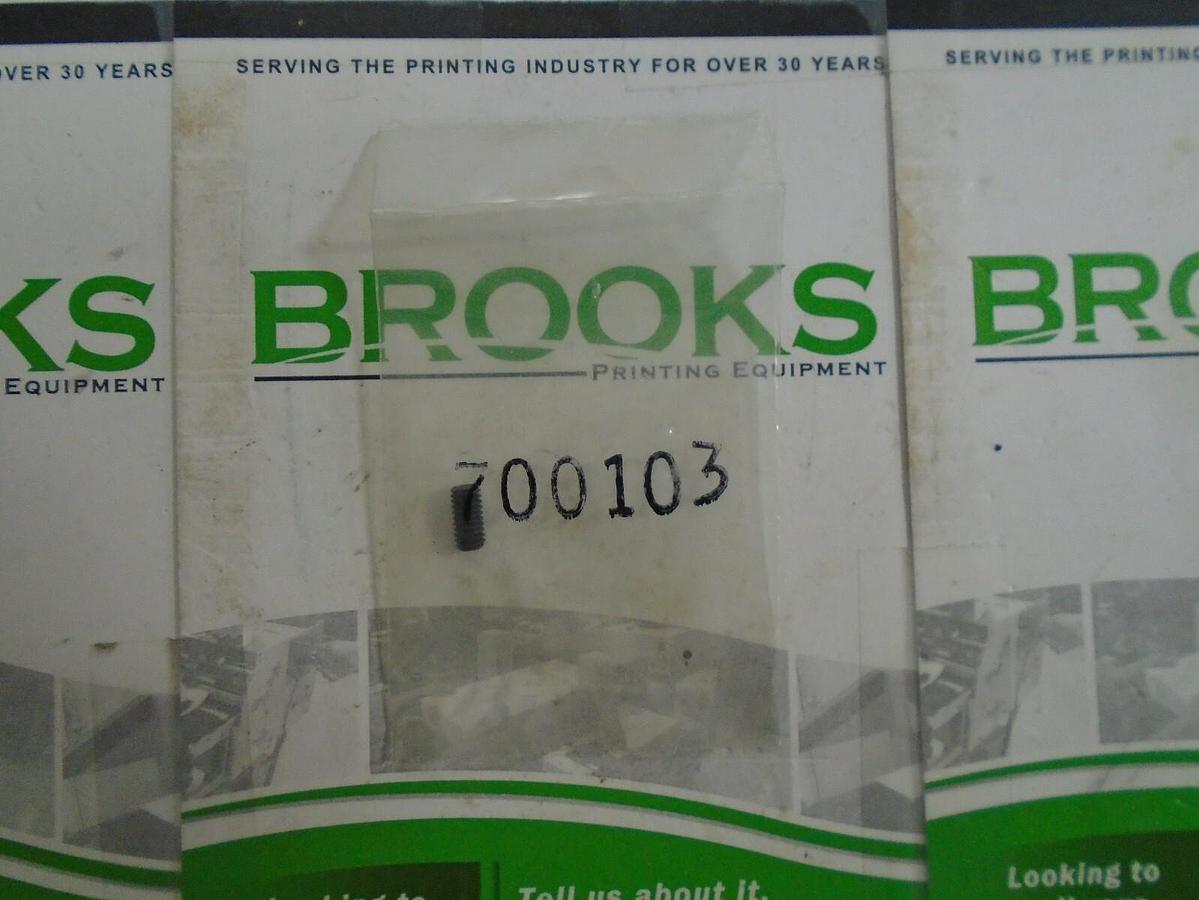 OVER 30 YEARS
KS
EQUIPMENT
SERVING THE PRINTING INDUSTRY FOR OVER 30 YEARS
BROOKS
PRINTING EQUIPMENT
700103
Tell us about it.
SERVING THE PRINTING
BRO
Looking to